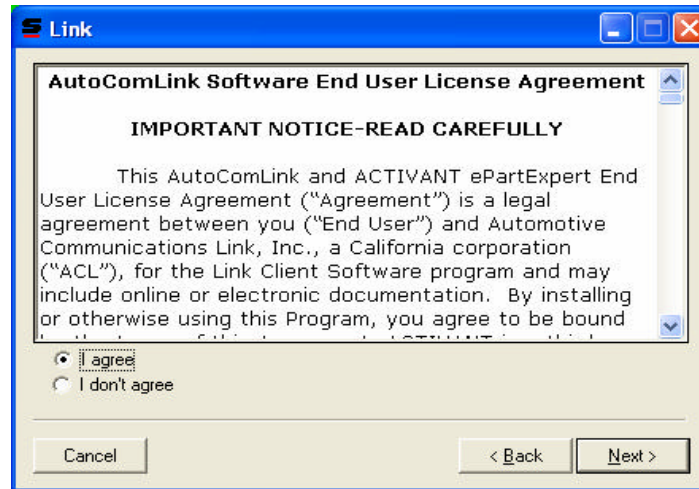 Link
AutoComLink Software End User License Agreement
IMPORTANT NOTICE-READ CAREFULLY
This AutoComLink and ACTIVANT ePartExpert End
User License Agreement (“Agreement”) is a legal
agreement between you (“End User”) and Automotive
Communications Link, Inc., a California corporation
(“ACL”), for the Link Client Software program and may
include online or electronic documentation.  By installing
or otherwise using this Program, you agree to be bound
I agree
I don't agree
Cancel
< Back
Next >